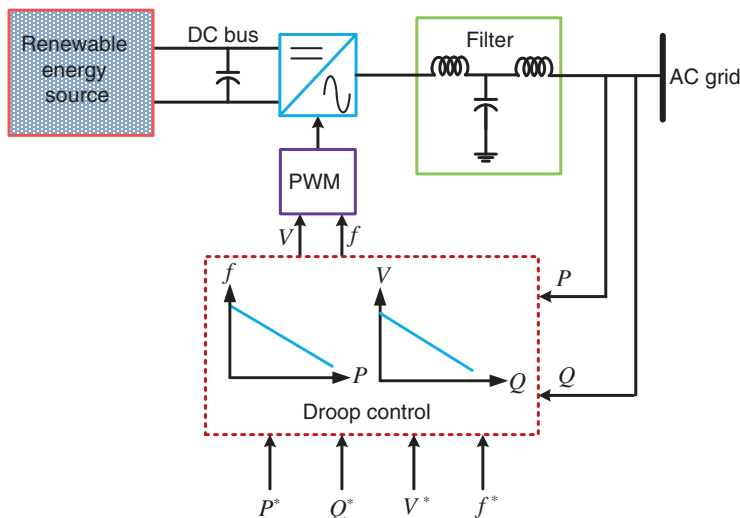 Renewable
energy
source
DC bus
Filter
AC grid
PWM
V
f
f
P
V
Q
Droop control
P
Q
P*
Q*
V*
f*